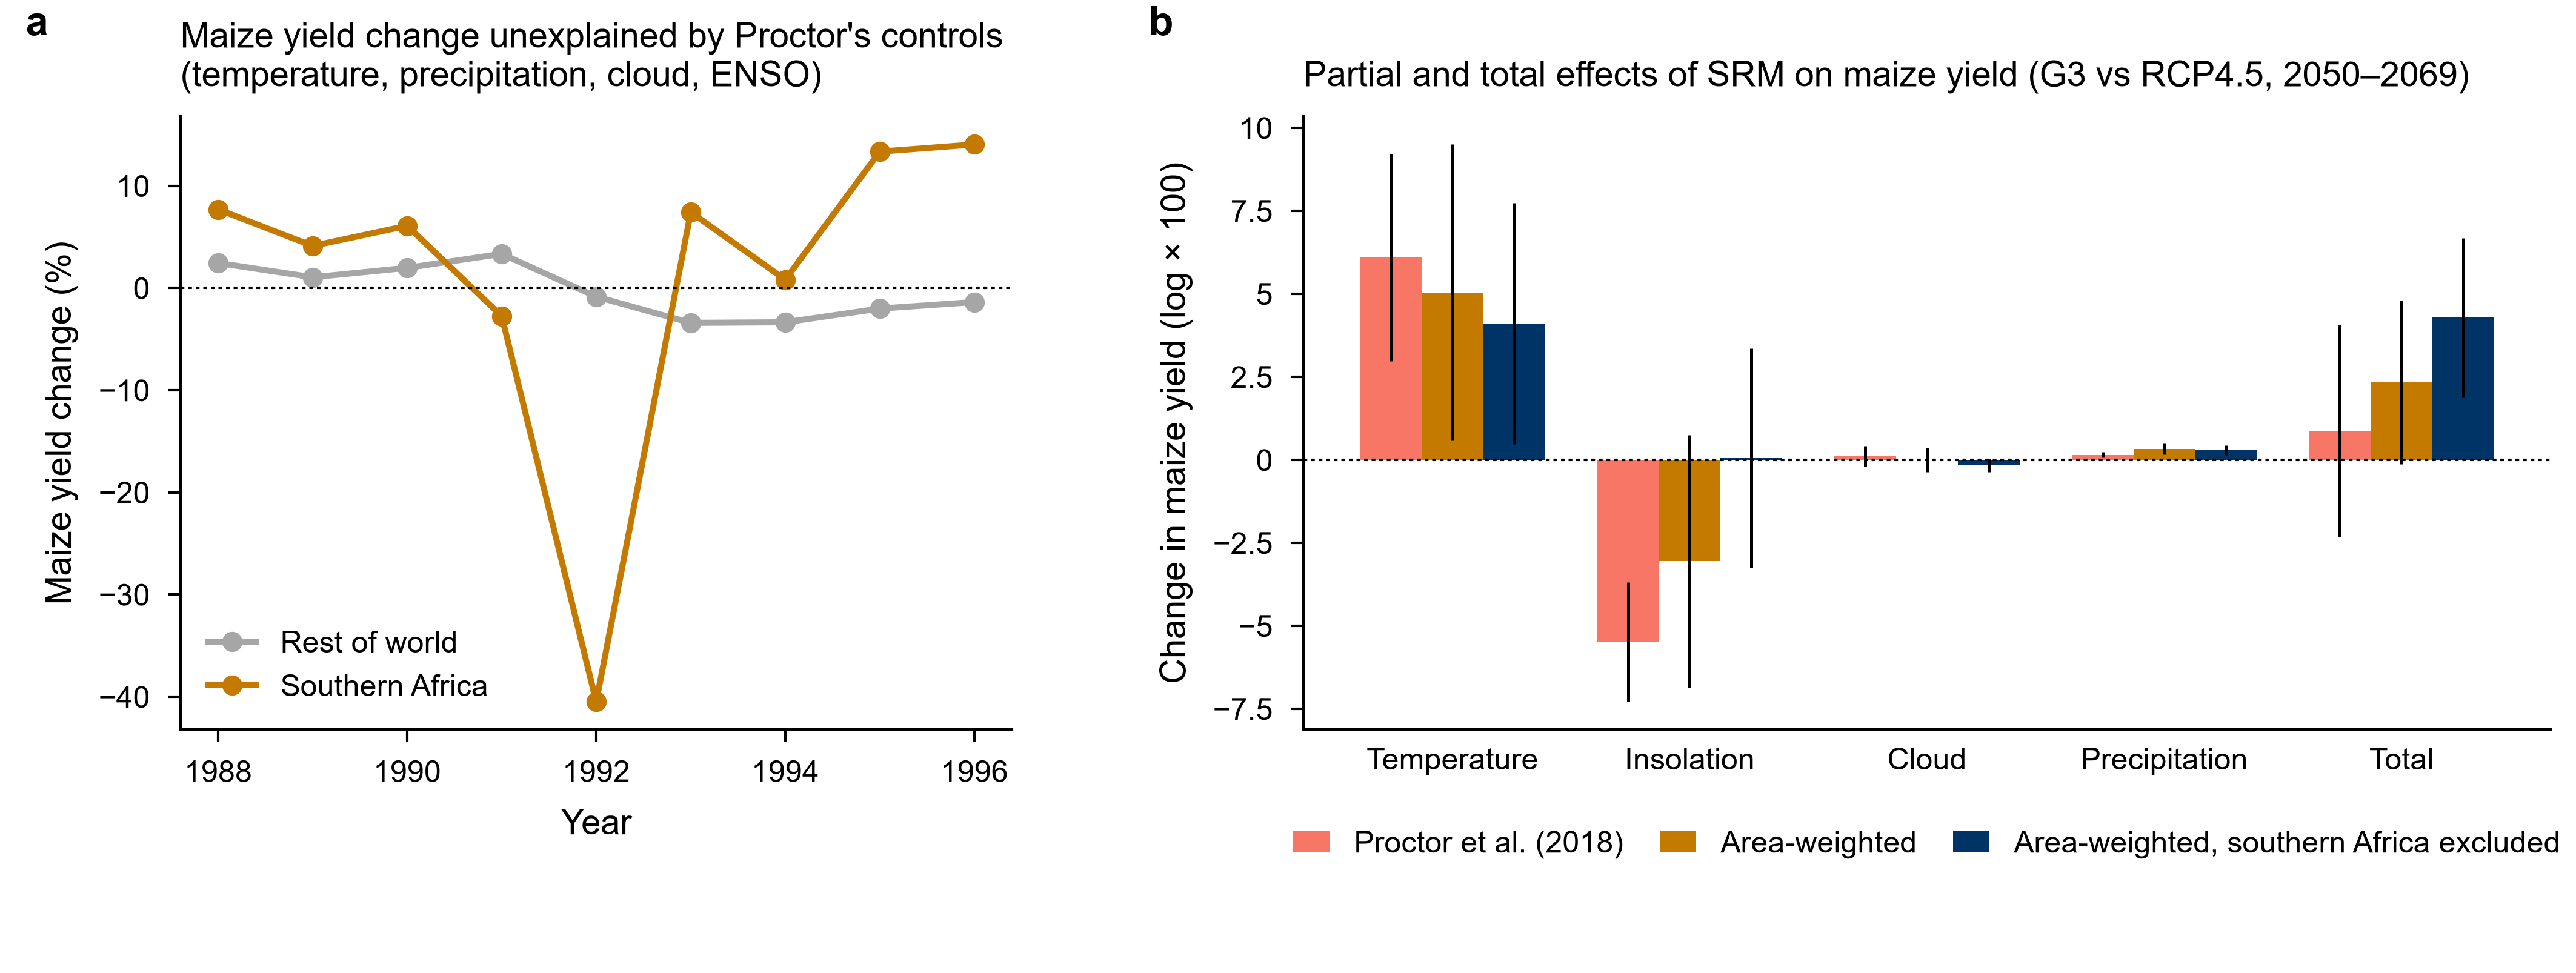 a
Maize yield change unexplained by Proctor's controls
(temperature, precipitation, cloud, ENSO)
Maize yield change (%)
10
0
−10
−20
−30
−40
Rest of world
Southern Africa
1988
1990
1992
1994
1996
Year
b
Partial and total effects of SRM on maize yield (G3 vs RCP4.5, 2050–2069)
Change in maize yield (log × 100)
10
7.5
5
2.5
0
−2.5
−5
−7.5
Temperature
Insolation
Cloud
Precipitation
Total
Proctor et al. (2018)
Area-weighted
Area-weighted, southern Africa excluded